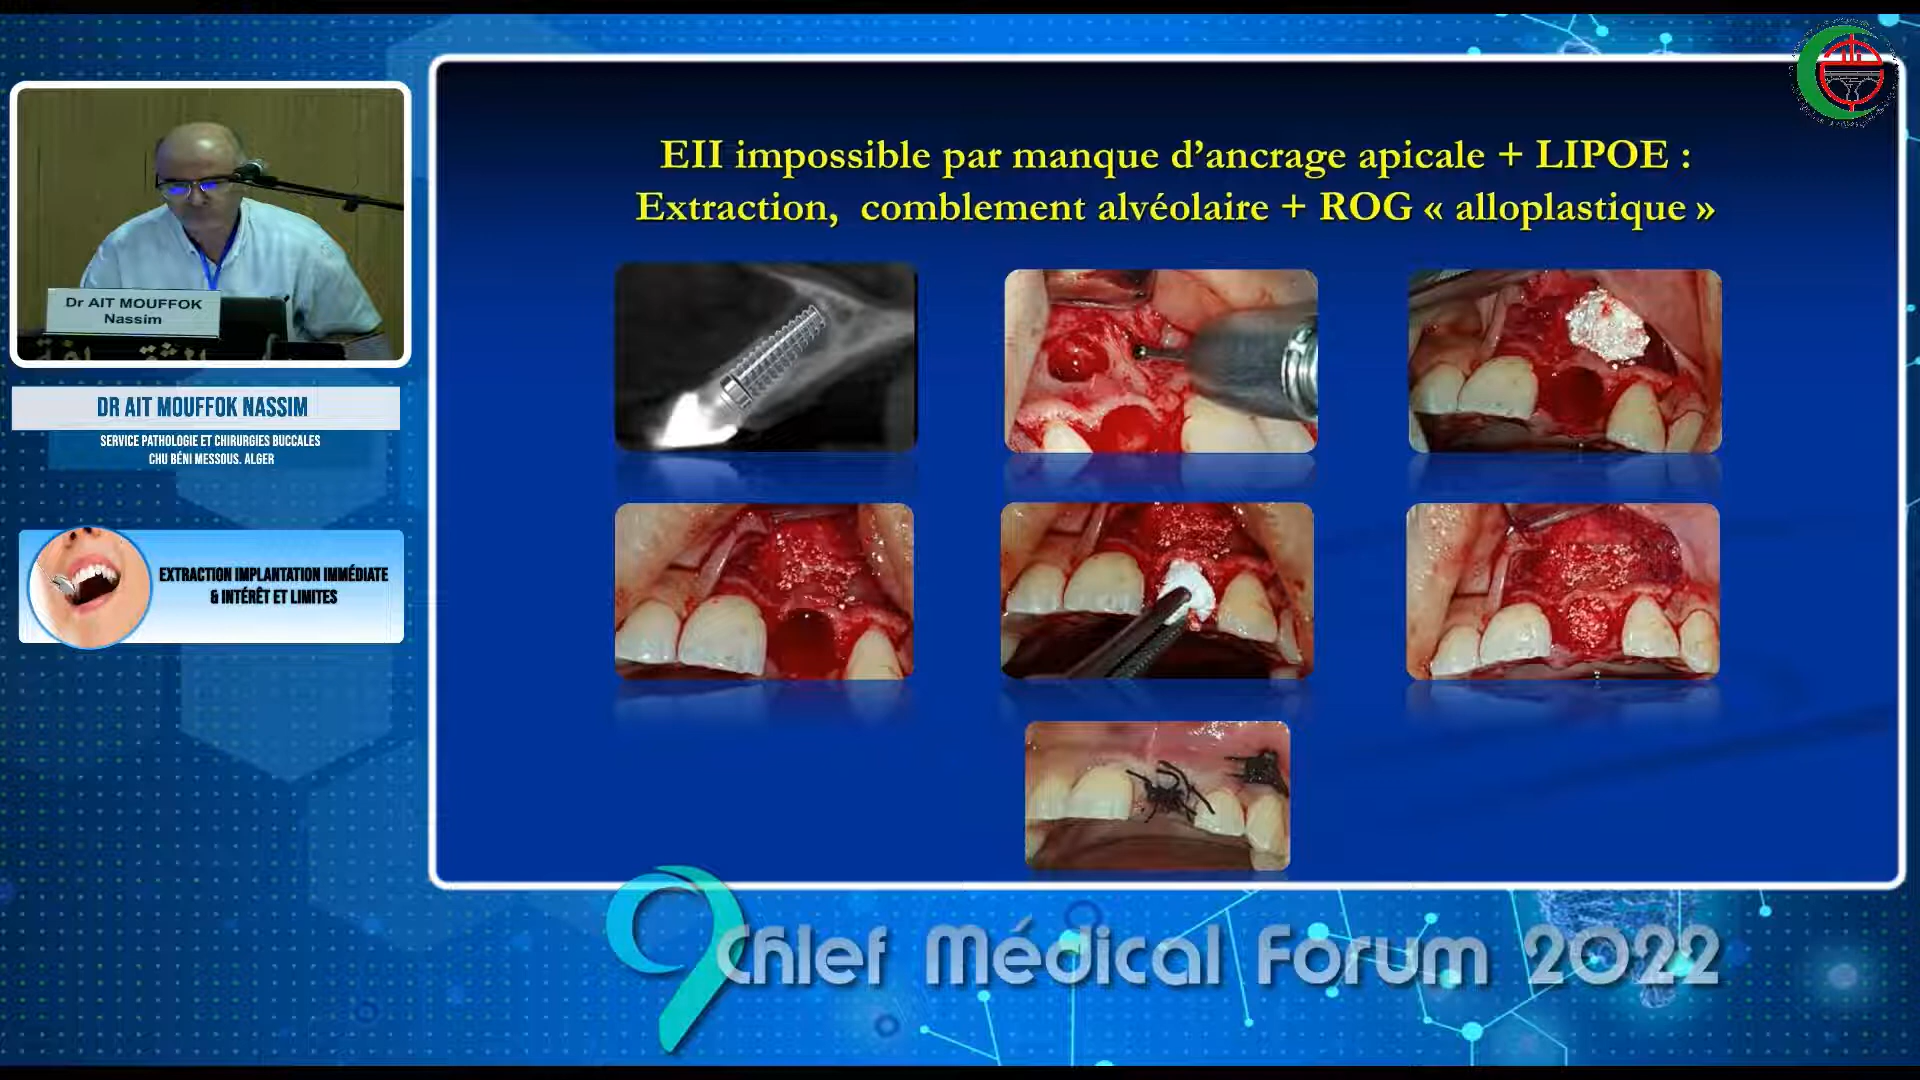 EII impossible par manque d’ancrage apicale + LIPOE :
Extraction, comblement alvéolaire + ROG « alloplastique »
Dr AIT MOUFFOK
Nassim
DR AIT MOUFFOK NASSIM
SERVICE PATHOLOGIE ET CHIRURGIES BUCCALES
CHU BÉNI MESSOUS. ALGER
EXTRACTION IMPLANTATION IMMÉDIATE
& INTÉRÊT ET LIMITES
9 Chlef Médical Forum 2022